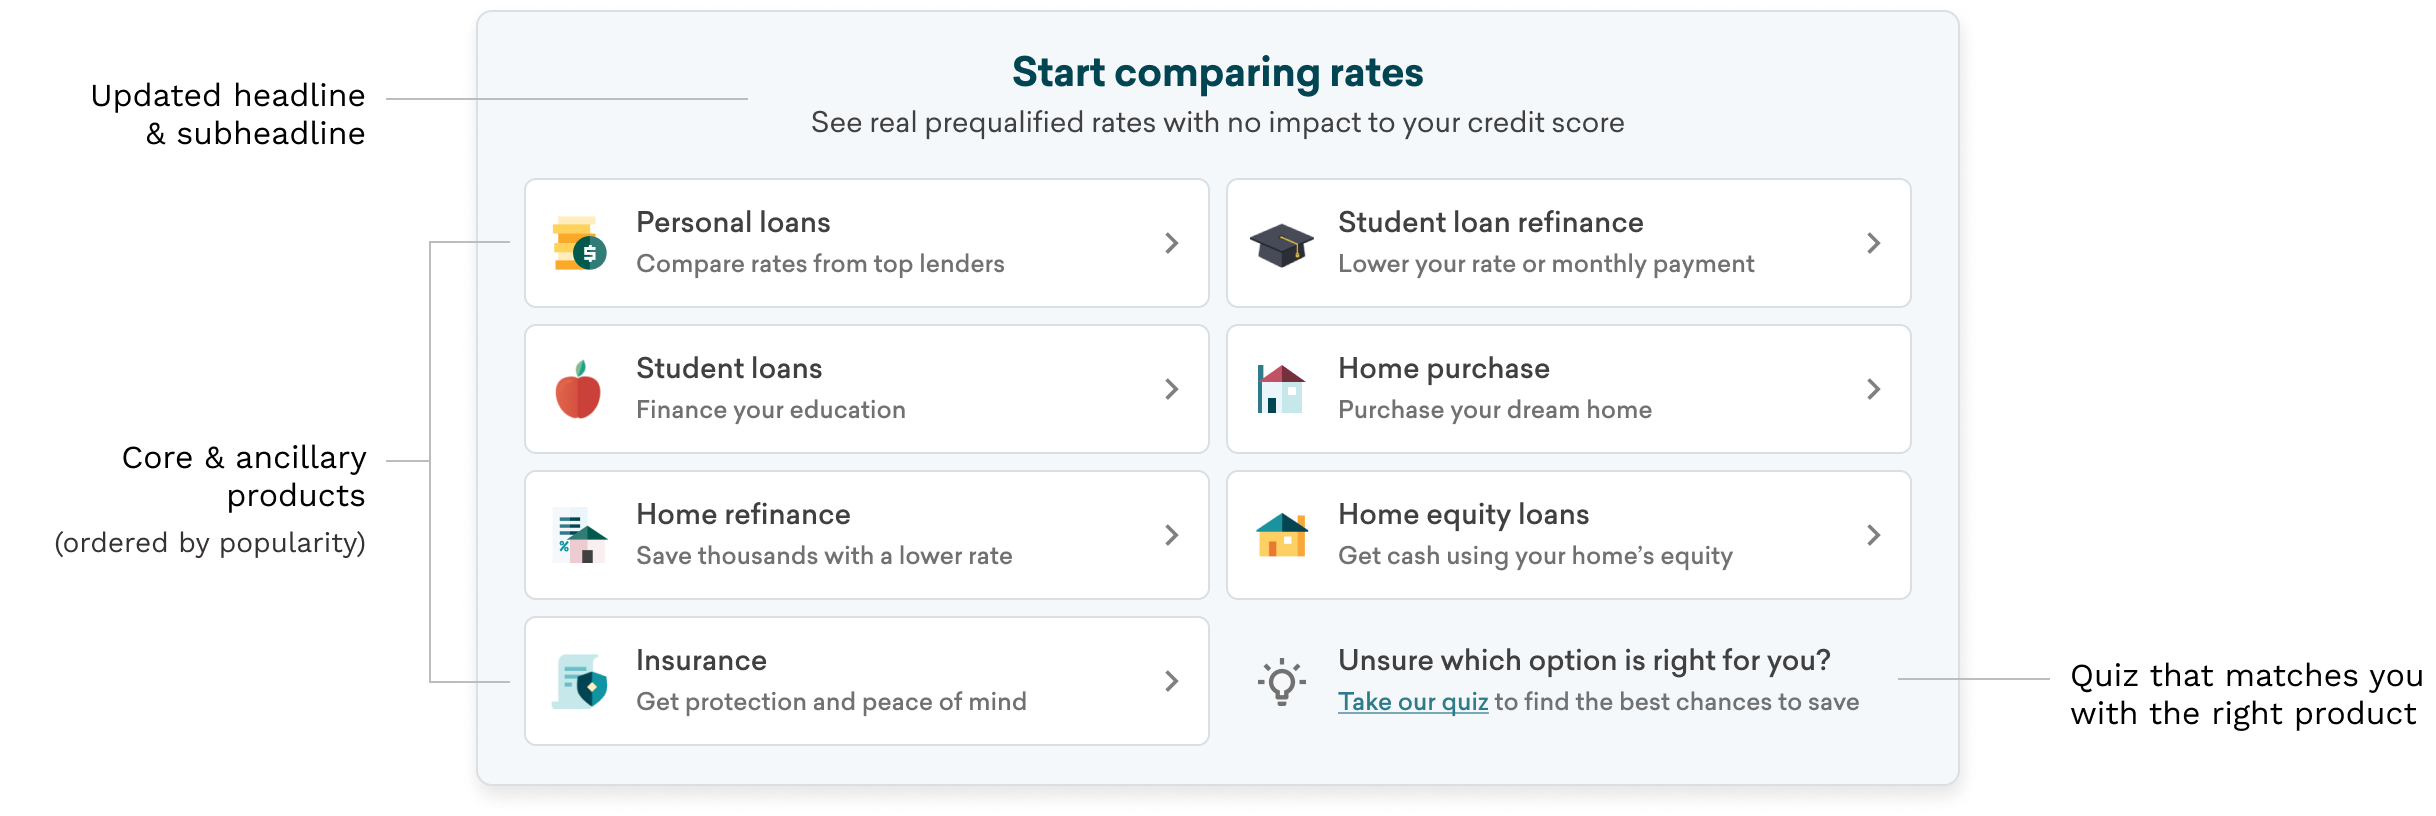 Updated headline
& subheadline
Start comparing rates
See real prequalified rates with no impact to your credit score
Core & ancillary
products
(ordered by popularity)
$
Personal loans
Compare rates from top lenders
Student loan refinance
Lower your rate or monthly payment
Student loans
Finance your education
Home purchase
Purchase your dream home
%
Home refinance
Save thousands with a lower rate
Home equity loans
Get cash using your home’s equity
Insurance
Get protection and peace of mind
Unsure which option is right for you?
Take our quiz to find the best chances to save
Quiz that matches you
with the right product